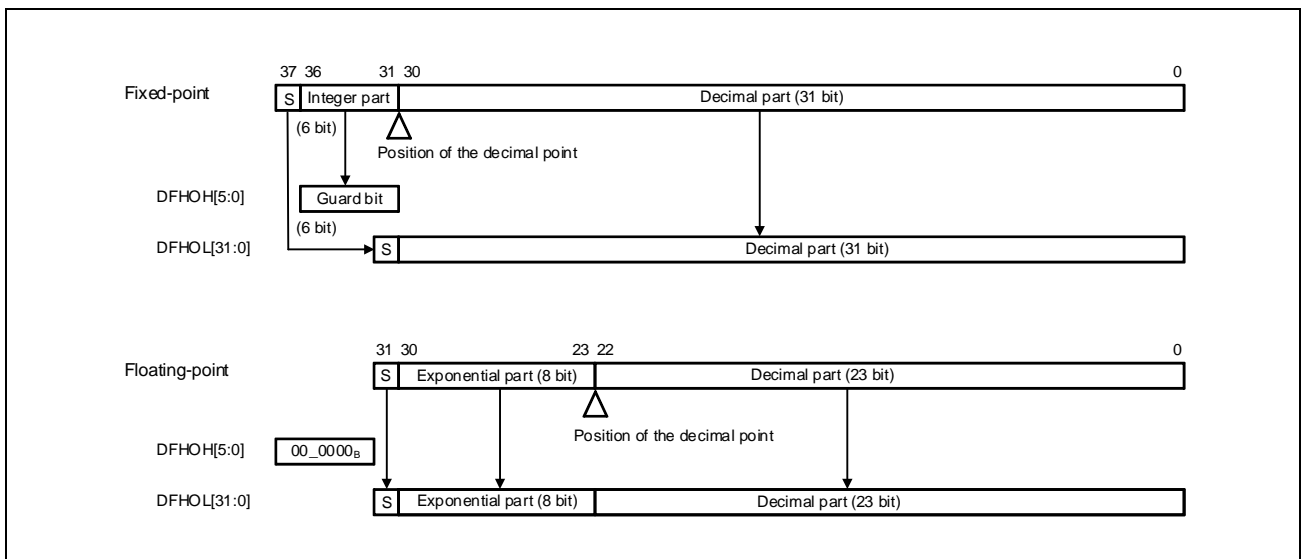 37 36 31 30 0
Fixed-point S Integer part Decimal part (31 bit)
(6 bit)
Position of the decimal point
DFHOH[5:0] Guard bit
(6 bit)
DFHOL[31:0] S Decimal part (31 bit)
31 30 23 22 0
Floating-point S Exponential part (8 bit) Decimal part (23 bit)
Position of the decimal point
DFHOH[5:0] 00_0000B
DFHOL[31:0] S Exponential part (8 bit) Decimal part (23 bit)